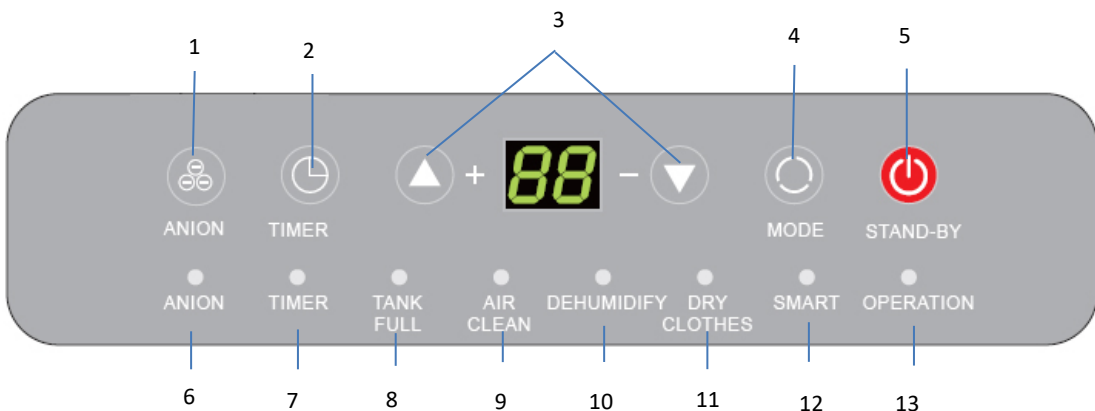 1 2 3 4 5
+ 88 −
ANION TIMER MODE STAND-BY
ANION TIMER TANK FULL AIR CLEAN DEHUMIDIFY DRY CLOTHES SMART OPERATION
6 7 8 9 10 11 12 13